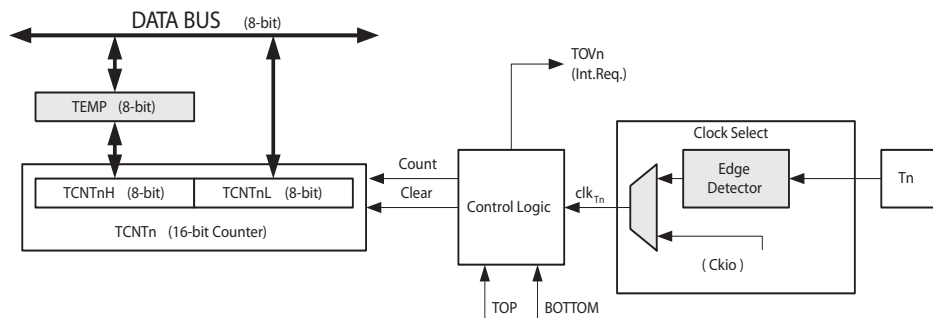 DATA BUS (8-bit)
TOVn
(Int.Req.)
TEMP (8-bit)
Clock Select
Count
Edge
Detector
Tn
TCNTnH (8-bit)
TCNTnL (8-bit)
Clear
Control Logic
clkTn
TCNTn (16-bit Counter)
( Ckio )
TOP
BOTTOM